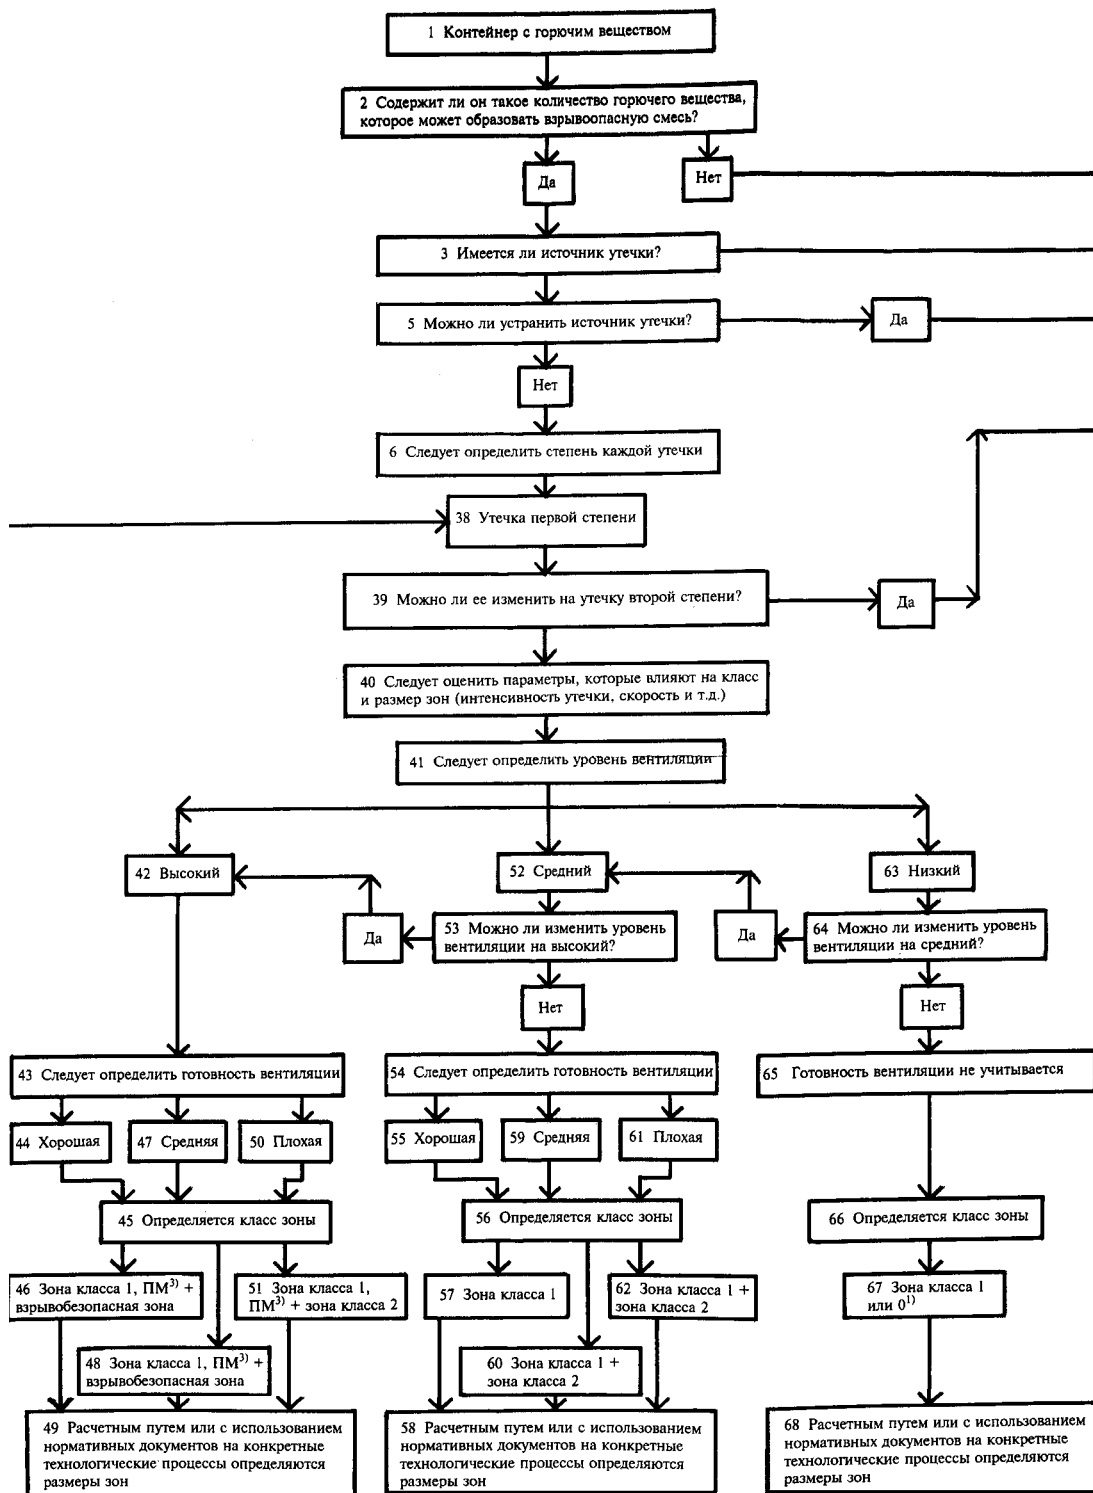 1 Контейнер с горючим веществом
2 Содержит ли он такое количество горючего вещества,
которое может образовать взрывоопасную смесь?
Да
Нет
3 Имеется ли источник утечки?
5 Можно ли устранить источник утечки?
Да
Нет
6 Следует определить степень каждой утечки
38 Утечка первой степени
39 Можно ли ее изменить на утечку второй степени?
Да
40 Следует оценить параметры, которые влияют на класс
и размер зон (интенсивность утечки, скорость и т.д.)
41 Следует определить уровень вентиляции
42 Высокий
52 Средний
63 Низкий
Да
53 Можно ли изменить уровень
вентиляции на высокий?
Да
64 Можно ли изменить уровень
вентиляции на средний?
Нет
Нет
43 Следует определить готовность вентиляции
54 Следует определить готовность вентиляции
65 Готовность вентиляции не учитывается
44 Хорошая
47 Средняя
50 Плохая
55 Хорошая
59 Средняя
61 Плохая
45 Определяется класс зоны
56 Определяется класс зоны
66 Определяется класс зоны
46 Зона класса 1, ПМ3) +
взрывобезопасная зона
51 Зона класса 1,
ПМ3) + зона класса 2
57 Зона класса 1
62 Зона класса 1 +
зона класса 2
67 Зона класса 1
или 01)
48 Зона класса 1, ПМ3) +
взрывобезопасная зона
60 Зона класса 1 +
зона класса 2
49 Расчетным путем или с использованием
нормативных документов на конкретные
технологические процессы определяются
размеры зон
58 Расчетным путем или с использованием
нормативных документов на конкретные
технологические процессы определяются
размеры зон
68 Расчетным путем или с использованием
нормативных документов на конкретные
технологические процессы определяются
размеры зон